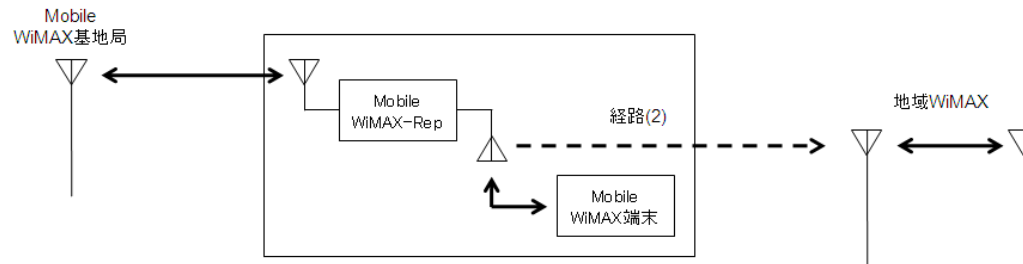 Mobile
WiMAX基地局
Mobile
WiMAX-Rep
経路(2)
地域WiMAX
Mobile
WiMAX端末